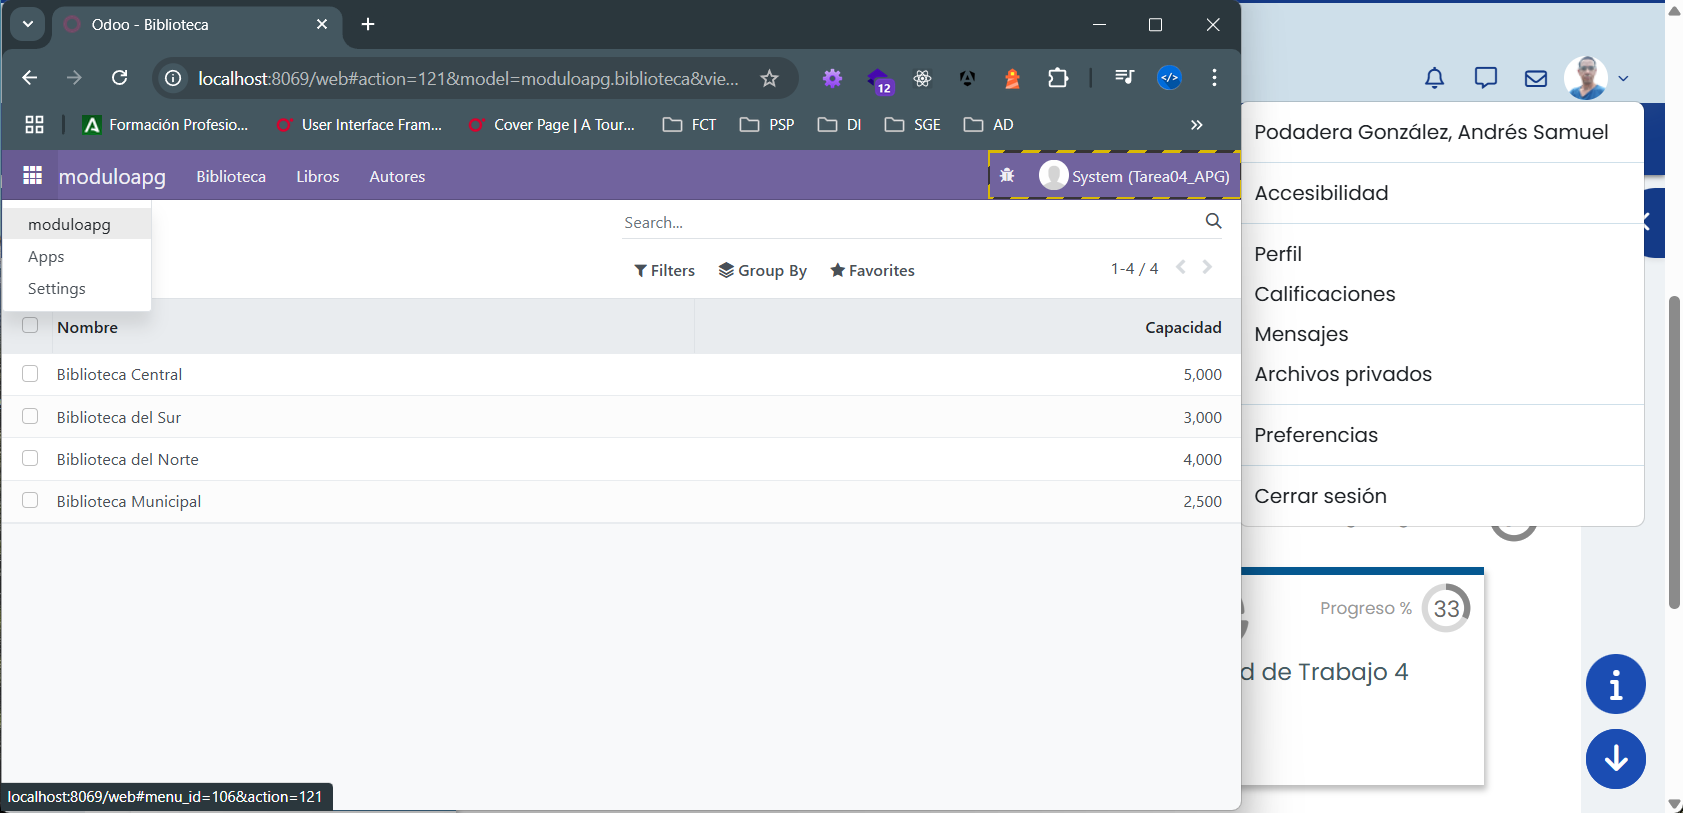 Odoo - Biblioteca
localhost:8069/web#action=121&model=moduloapg.biblioteca&vie...
12
Formación Profesio...
User Interface Fram...
Cover Page | A Tour...
FCT
PSP
DI
SGE
AD
moduloapg
Biblioteca
Libros
Autores
System (Tarea04_APG)
moduloapg
Apps
Settings
Search...
Filters
Group By
Favorites
1-4 / 4
Nombre Capacidad
Biblioteca Central 5,000
Biblioteca del Sur 3,000
Biblioteca del Norte 4,000
Biblioteca Municipal 2,500
localhost:8069/web#menu_id=106&action=121
Podadera González, Andrés Samuel
Accesibilidad
Perfil
Calificaciones
Mensajes
Archivos privados
Preferencias
Cerrar sesión
Progreso % 33
d de Trabajo 4